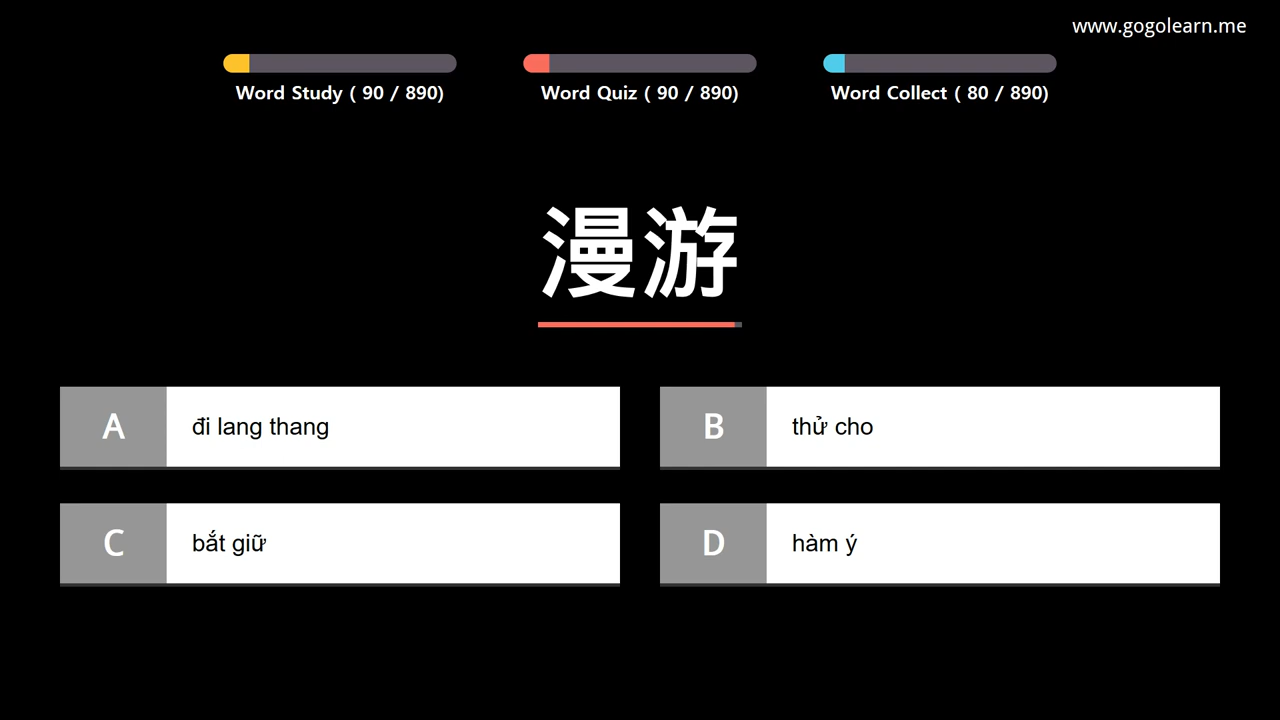 www.gogolearn.me
Word Study ( 90 / 890)
Word Quiz ( 90 / 890)
Word Collect ( 80 / 890)
漫游
A
đi lang thang
B
thử cho
C
bắt giữ
D
hàm ý